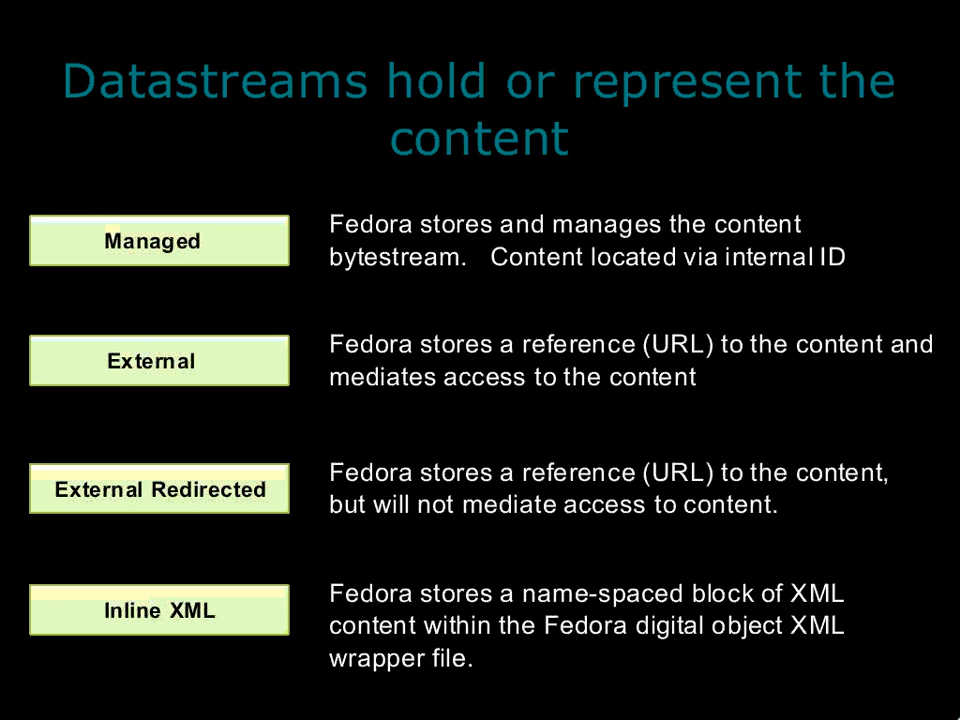 Datastreams hold or represent the
content
Managed
Fedora stores and manages the content
bytestream.   Content located via internal ID
External
Fedora stores a reference (URL) to the content and
mediates access to the content
External Redirected
Fedora stores a reference (URL) to the content,
but will not mediate access to content.
Inline XML
Fedora stores a name-spaced block of XML
content within the Fedora digital object XML
wrapper file.